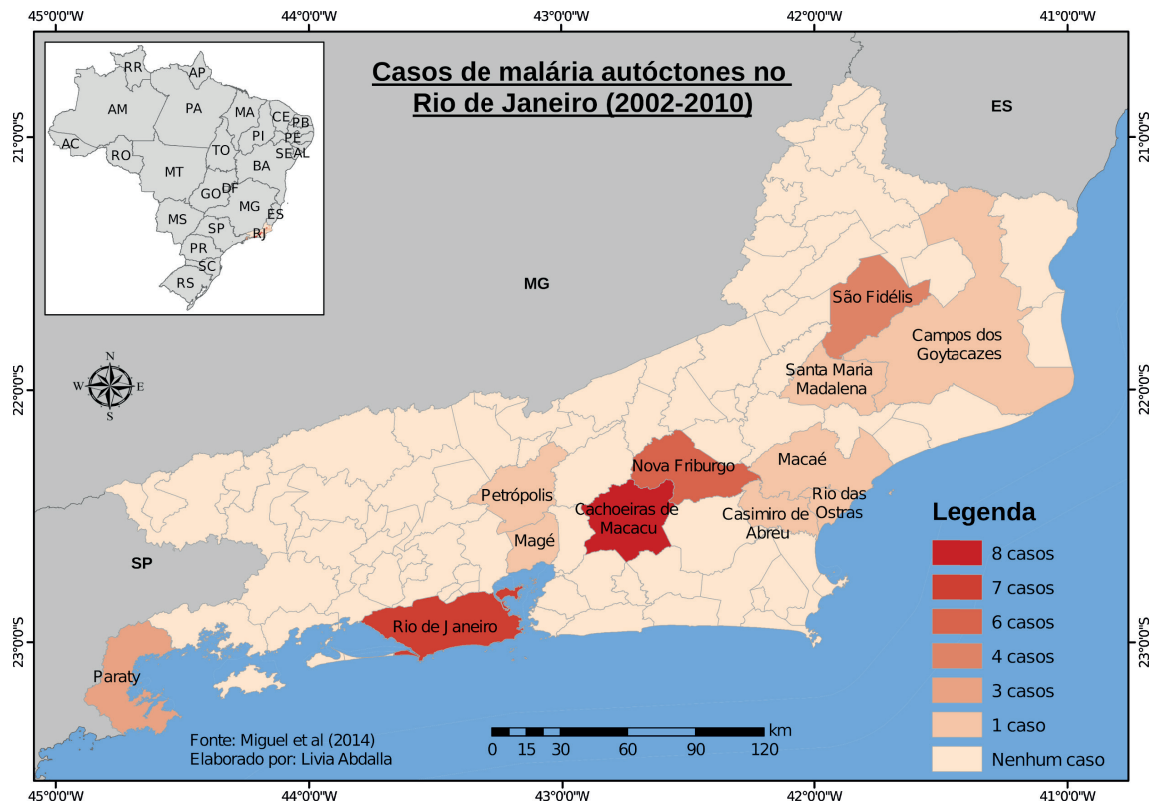 45°0'0"W 44°0'0"W 43°0'0"W 42°0'0"W 41°0'0"W
Casos de malária autóctones no
Rio de Janeiro (2002-2010)
RR
AP
AM
PA
MA
CE
PB
PI
PE
AC
RO
TO
SE
AL
MT
BA
GO
DF
MG
MS
ES
SP
RJ
PR
SC
RS
ES
MG
SP
21°0'0"S
21°0'0"S
22°0'0"S
22°0'0"S
23°0'0"S
23°0'0"S
N
W
E
S
São Fidélis
Campos dos
Goytacazes
Santa Maria
Madalena
Nova Friburgo
Macaé
Petrópolis
Cachoeiras de
Macacu
Rio das
Ostras
Casimiro de
Abreu
Magé
Rio de Janeiro
Paraty
Legenda
8 casos
7 casos
6 casos
4 casos
3 casos
1 caso
Nenhum caso
km
0 15 30 60 90 120
Fonte: Miguel et al (2014)
Elaborado por: Livia Abdalla
45°0'0"W 44°0'0"W 43°0'0"W 42°0'0"W 41°0'0"W